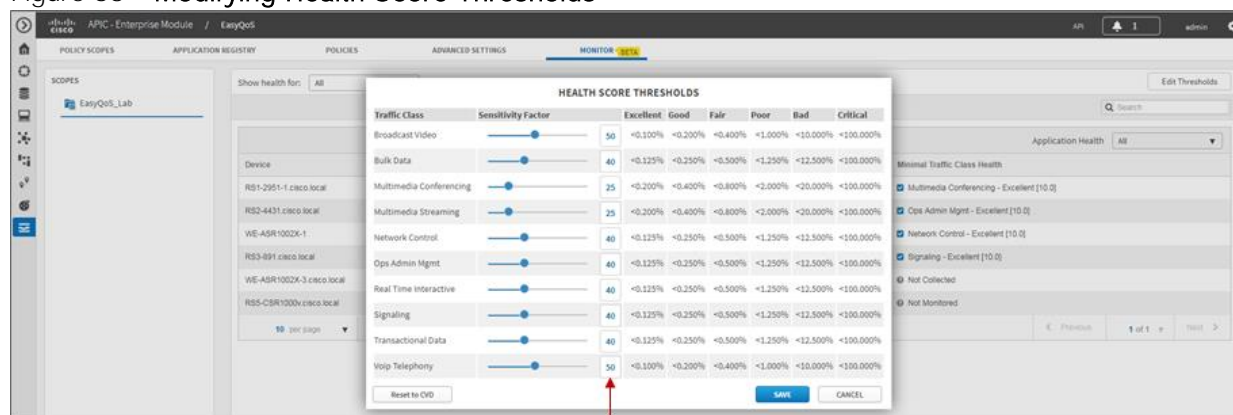 Figure 38 Modifying Health Score Thresholds
cisco APIC - Enterprise Module / EasyQoS
API 1 admin
POLICY SCOPES APPLICATION REGISTRY POLICIES ADVANCED SETTINGS MONITOR BETA
SCOPES
EasyQoS_Lab
Show health for: All
Edit Thresholds
Search
Application Health All
Device Minimal Traffic Class Health
RS1-2951-1.cisco.local Multimedia Conferencing - Excellent [10.0]
RS2-4431.cisco.local Ops Admin Mgmt - Excellent [10.0]
WE-ASR1002X-1 Network Control - Excellent [10.0]
RS3-891.cisco.local Signaling - Excellent [10.0]
WE-ASR1002X-3.cisco.local Not Collected
RS5-CSR1000v.cisco.local Not Monitored
10 per page Previous 1 of 1 Next
HEALTH SCORE THRESHOLDS
Traffic Class Sensitivity Factor Excellent Good Fair Poor Bad Critical
Broadcast Video 50 <0.100% <0.200% <0.400% <1.000% <10.000% <100.000%
Bulk Data 40 <0.125% <0.250% <0.500% <1.250% <12.500% <100.000%
Multimedia Conferencing 25 <0.200% <0.400% <0.800% <2.000% <20.000% <100.000%
Multimedia Streaming 25 <0.200% <0.400% <0.800% <2.000% <20.000% <100.000%
Network Control 40 <0.125% <0.250% <0.500% <1.250% <12.500% <100.000%
Ops Admin Mgmt 40 <0.125% <0.250% <0.500% <1.250% <12.500% <100.000%
Real Time Interactive 40 <0.125% <0.250% <0.500% <1.250% <12.500% <100.000%
Signaling 40 <0.125% <0.250% <0.500% <1.250% <12.500% <100.000%
Transactional Data 40 <0.125% <0.250% <0.500% <1.250% <12.500% <100.000%
Voip Telephony 50 <0.100% <0.200% <0.400% <1.000% <10.000% <100.000%
Reset to CVD SAVE CANCEL